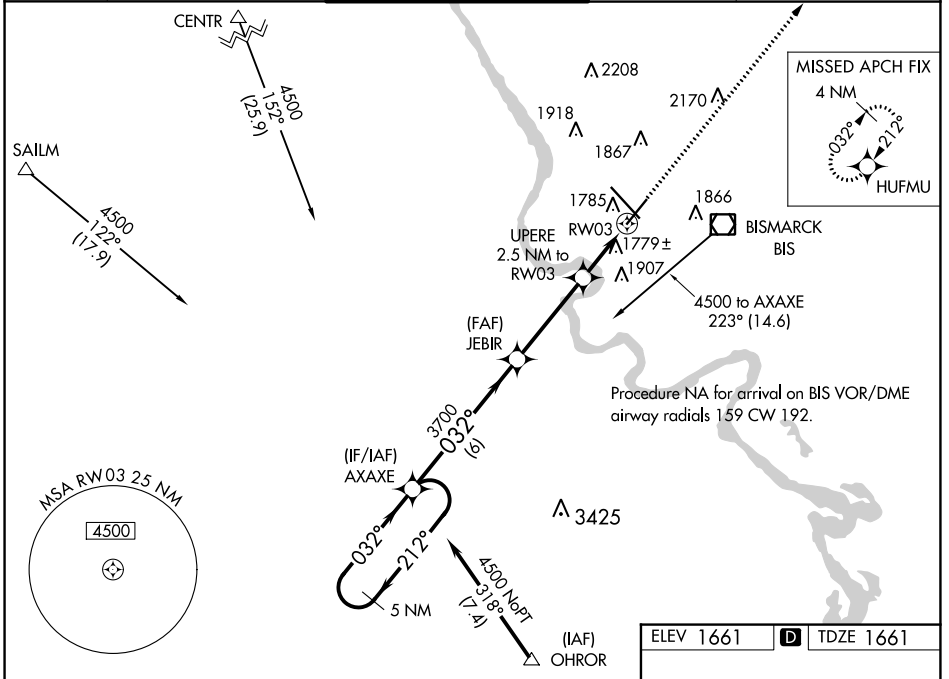 CENTR
4500
152°
(25.9)
SAILM
4500
122°
(17.9)
2208
1918
2170
1867
MISSED APCH FIX
4 NM
032°
212°
HUFMU
1785
RW03
1866
BISMARCK
BIS
UPERE
2.5 NM to
RW03
1779±
1907
4500 to AXAXE
223° (14.6)
(FAF)
JEBIR
Procedure NA for arrival on BIS VOR/DME
airway radials 159 CW 192.
3700
032°
(6)
(IF/IAF)
AXAXE
3425
MSA RW03 25 NM
4500
032°
212°
5 NM
4500 NoPT
318°
(7.4)
(IAF)
OHROR
ELEV 1661 D TDZE 1661